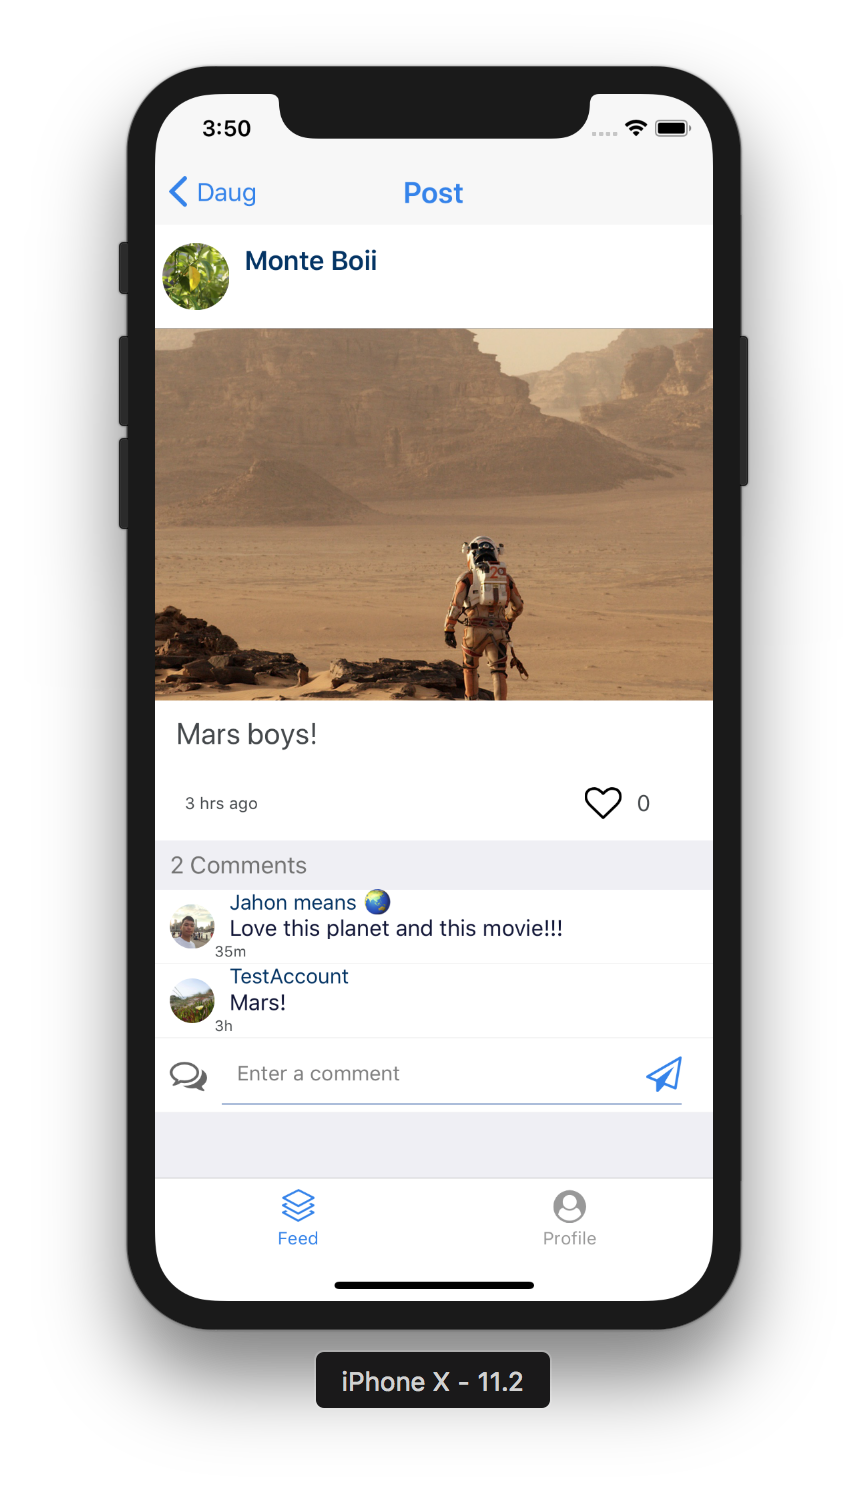 3:50
Daug
Post
Monte Boii
Mars boys!
3 hrs ago
0
2 Comments
Jahon means 🌏
Love this planet and this movie!!!
35m
TestAccount
Mars!
3h
Enter a comment
Feed
Profile
iPhone X - 11.2